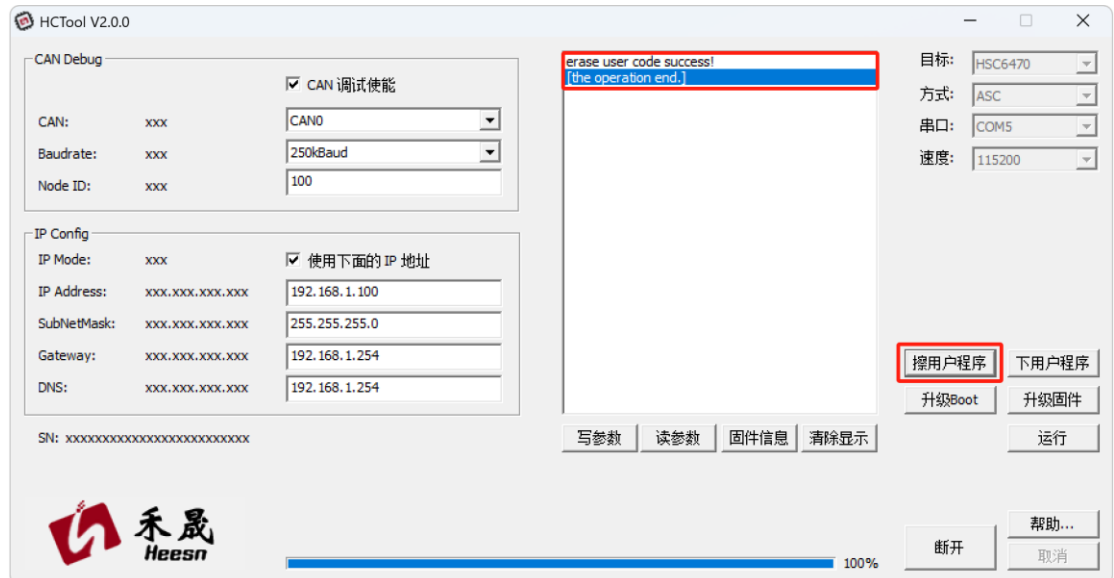 HCTool V2.0.0
CAN Debug
CAN 调试使能
CAN: xxx CAN0
Baudrate: xxx 250kBaud
Node ID: xxx 100
IP Config
IP Mode: xxx 使用下面的 IP 地址
IP Address: xxx.xxx.xxx.xxx 192.168.1.100
SubNetMask: xxx.xxx.xxx.xxx 255.255.255.0
Gateway: xxx.xxx.xxx.xxx 192.168.1.254
DNS: xxx.xxx.xxx.xxx 192.168.1.254
SN: xxxxxxxxxxxxxxxxxxxxxxxxx
禾晟
Heesn
erase user code success!
[the operation end.]
写参数 读参数 固件信息 清除显示
100%
目标: HSC6470
方式: ASC
串口: COM5
速度: 115200
擦用户程序 下用户程序
升级Boot 升级固件
运行
断开
帮助...
取消